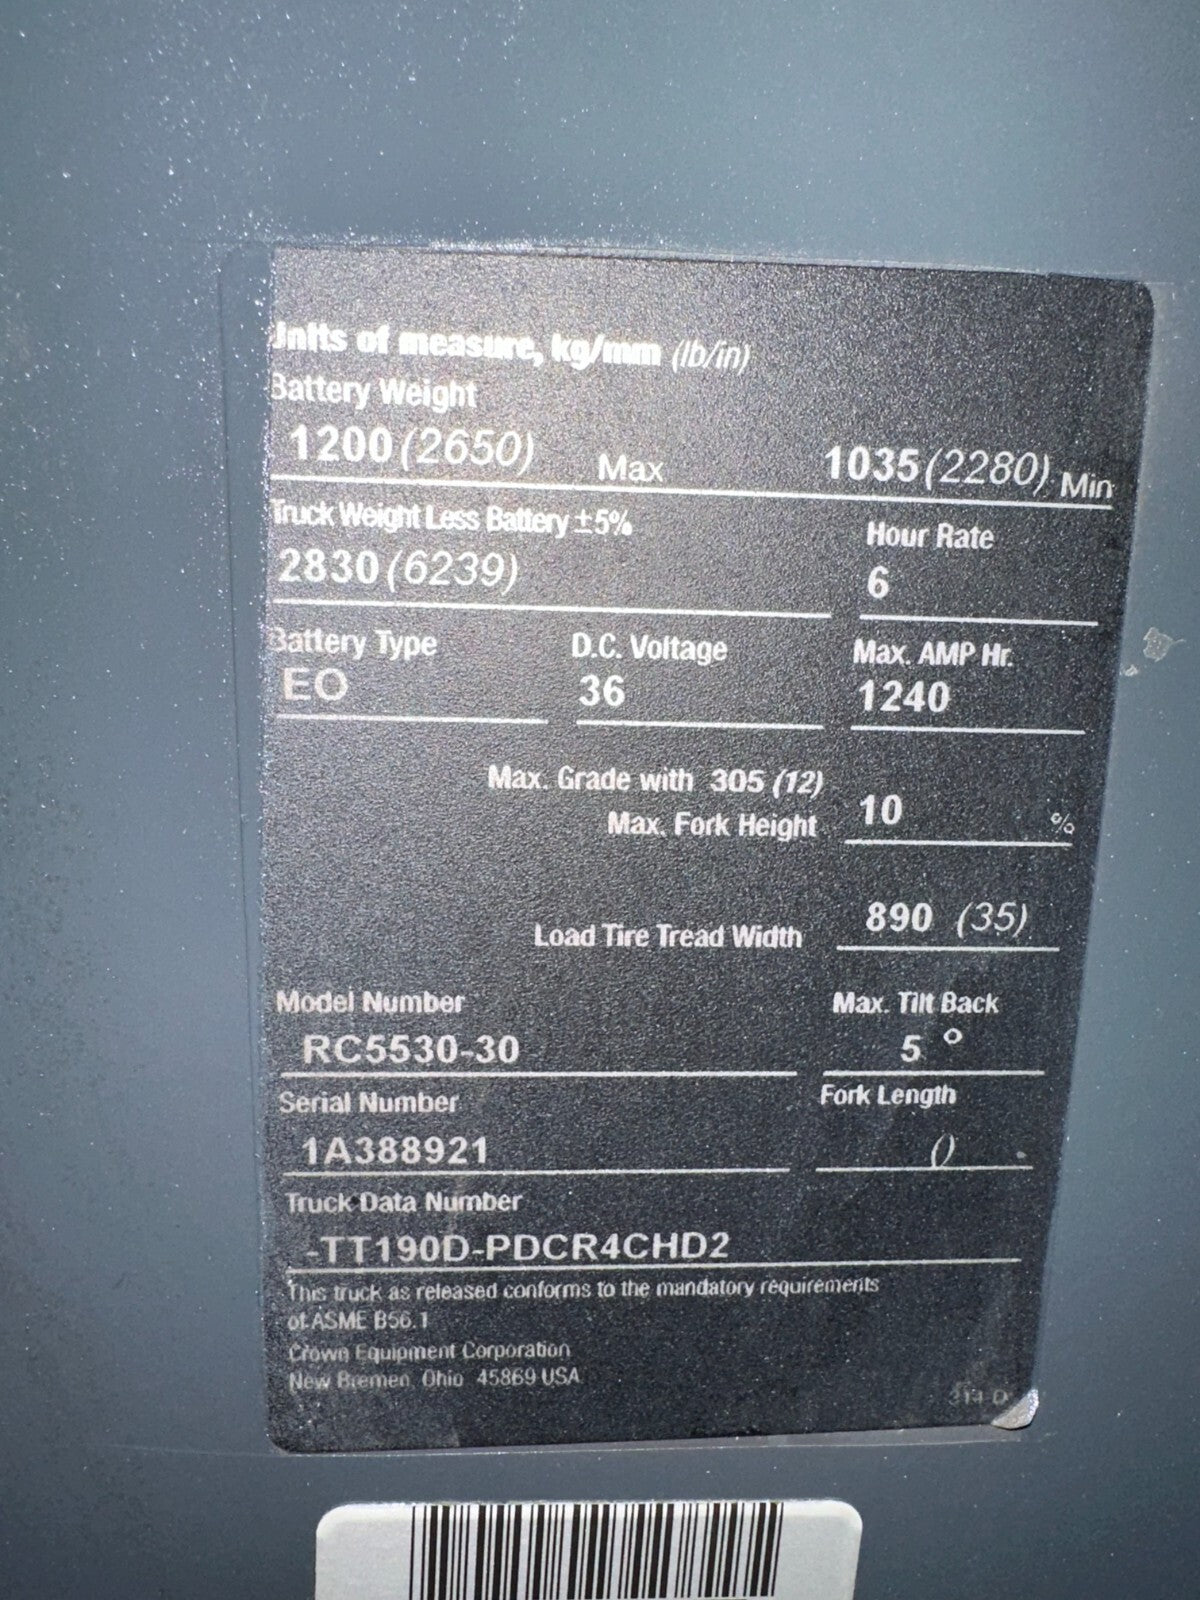 Units of measure, kg/mm (lb/in)
Battery Weight
1200 (2650) Max 1035 (2280) Min
Truck Weight Less Battery ±5% Hour Rate
2830 (6239) 6
Battery Type D.C. Voltage Max. AMP Hr.
EO 36 1240
Max. Grade with 305 (12)
Max. Fork Height 10 %
Load Tire Tread Width 890 (35)
Model Number Max. Tilt Back
RC5530-30 5 °
Serial Number Fork Length
1A388921 ()
Truck Data Number
-TT190D-PDCR4CHD2
This truck as released conforms to the mandatory requirements
of ASME B56.1
Crown Equipment Corporation
New Bremen, Ohio 45869 USA